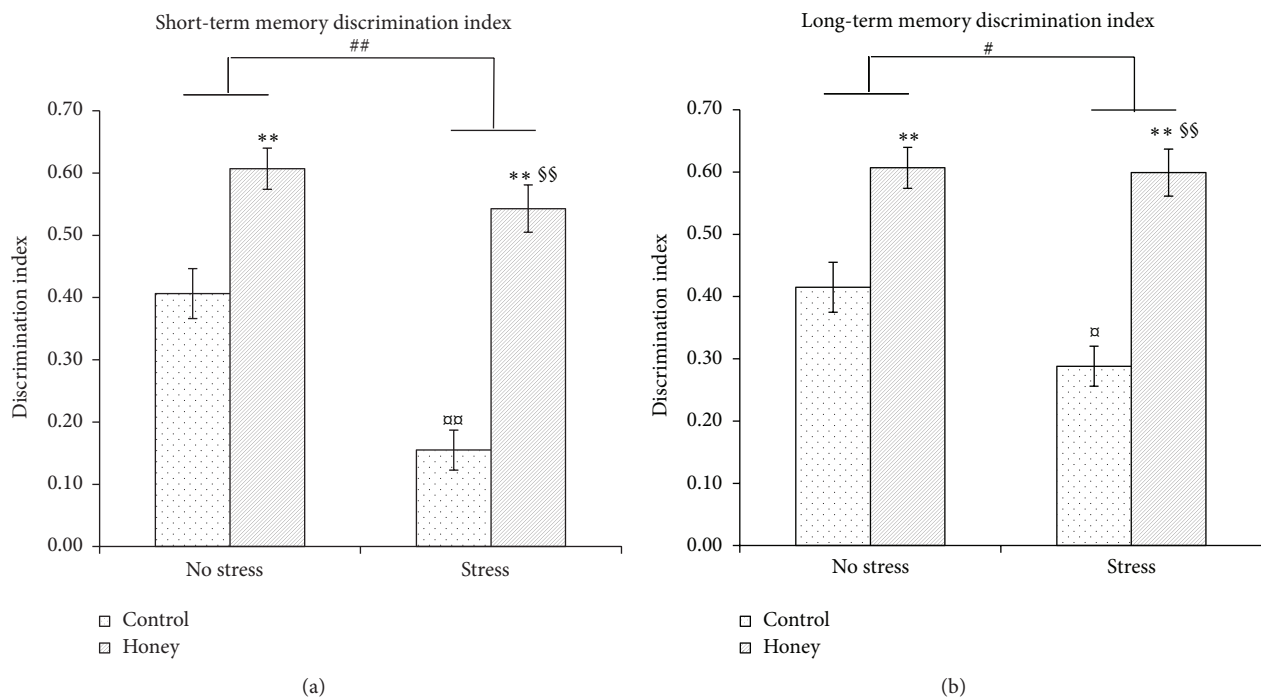 Short-term memory discrimination index
##
0.70
0.60
0.50
0.40
0.30
0.20
0.10
0.00
Discrimination index
**
** §§
¤¤
No stress
Stress
Control
Honey
(a)
Long-term memory discrimination index
#
0.70
0.60
0.50
0.40
0.30
0.20
0.10
0.00
Discrimination index
**
** §§
¤
No stress
Stress
Control
Honey
(b)